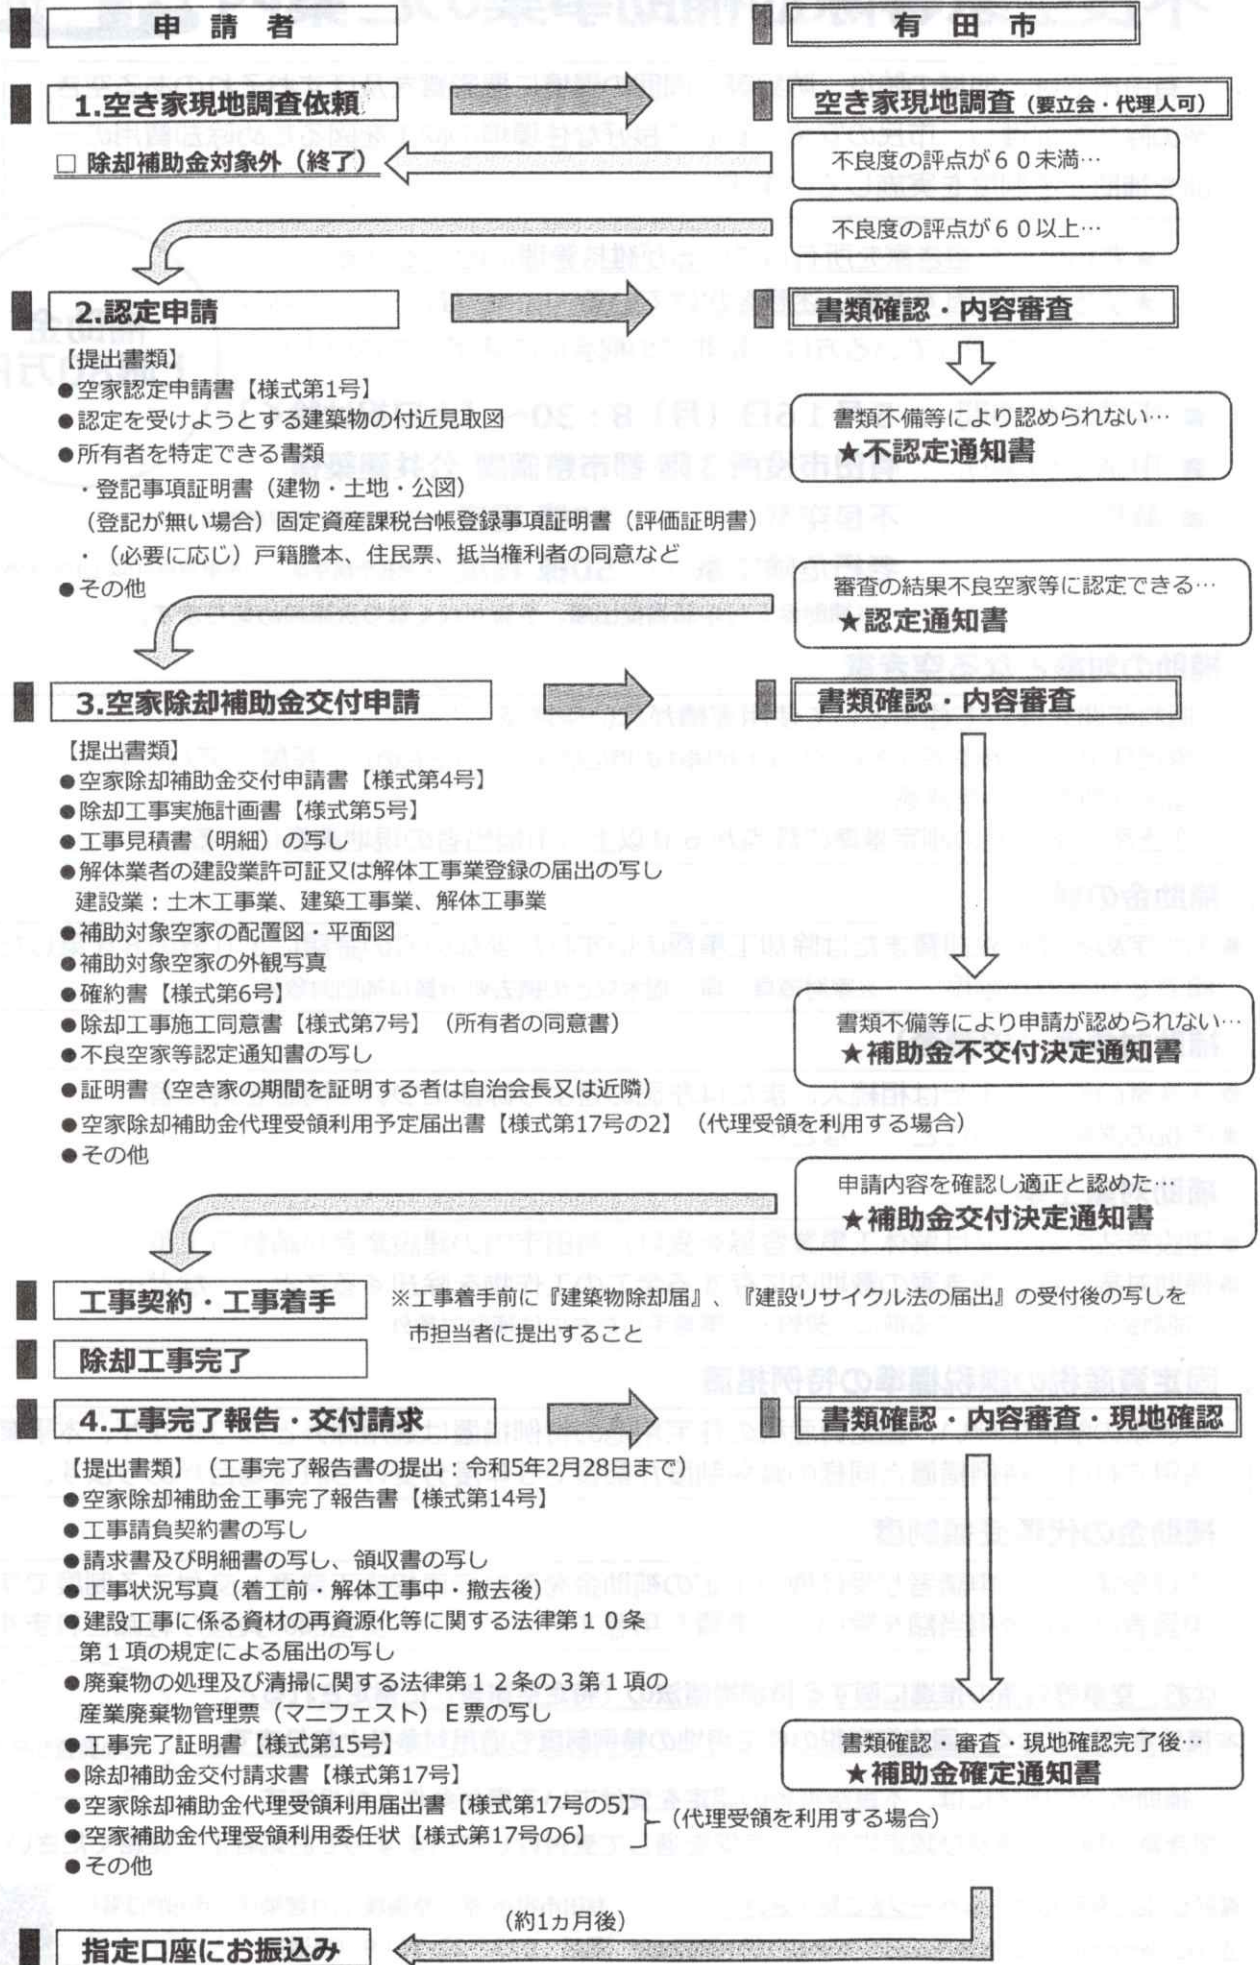 申請者
有田市
1.空き家現地調査依頼
空き家現地調査（要立会・代理人可）
□ 除却補助金対象外（終了）
不良度の評点が６０未満…
不良度の評点が６０以上…
2.認定申請
書類確認・内容審査
【提出書類】
●空家認定申請書【様式第1号】
●認定を受けようとする建築物の付近見取図
●所有者を特定できる書類
・登記事項証明書（建物・土地・公図）
（登記が無い場合）固定資産課税台帳登録事項証明書（評価証明書）
・（必要に応じ）戸籍謄本、住民票、抵当権利者の同意など
●その他
書類不備等により認められない…
★不認定通知書
審査の結果不良空家等に認定できる…
★認定通知書
3.空家除却補助金交付申請
書類確認・内容審査
【提出書類】
●空家除却補助金交付申請書【様式第4号】
●除却工事実施計画書【様式第5号】
●工事見積書（明細）の写し
●解体業者の建設業許可証又は解体工事業登録の届出の写し
建設業：土木工事業、建築工事業、解体工事業
●補助対象空家の配置図・平面図
●補助対象空家の外観写真
●確約書【様式第6号】
●除却工事施工同意書【様式第7号】（所有者の同意書）
●不良空家等認定通知書の写し
●証明書（空き家の期間を証明する者は自治会長又は近隣）
●空家除却補助金代理受領利用予定届出書【様式第17号の2】（代理受領を利用する場合）
●その他
書類不備等により申請が認められない…
★補助金不交付決定通知書
申請内容を確認し適正と認めた…
★補助金交付決定通知書
工事契約・工事着手
※工事着手前に『建築物除却届』、『建設リサイクル法の届出』の受付後の写しを
市担当者に提出すること
除却工事完了
4.工事完了報告・交付請求
書類確認・内容審査・現地確認
【提出書類】（工事完了報告書の提出：令和5年2月28日まで）
●空家除却補助金工事完了報告書【様式第14号】
●工事請負契約書の写し
●請求書及び明細書の写し、領収書の写し
●工事状況写真（着工前・解体工事中・撤去後）
●建設工事に係る資材の再資源化等に関する法律第１０条
第１項の規定による届出の写し
●廃棄物の処理及び清掃に関する法律第１２条の３第１項の
産業廃棄物管理票（マニーフェスト）Ｅ票の写し
●工事完了証明書【様式第15号】
●除却補助金交付請求書【様式第17号】
●空家除却補助金代理受領利用届出書【様式第17号の5】
●空家補助金代理受領利用委任状【様式第17号の6】
（代理受領を利用する場合）
●その他
書類確認・審査・現地確認完了後…
★補助金確定通知書
（約1ヵ月後）
指定口座にお振込み